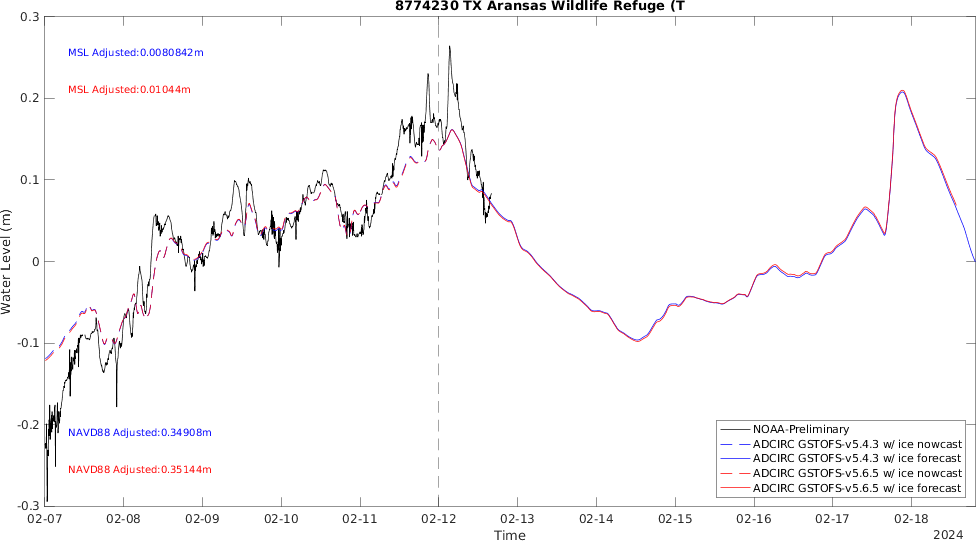 8774230 TX Aransas Wildlife Refuge (T
0.3
0.2
0.1
0
-0.1
-0.2
-0.3
Water Level (m)
MSL Adjusted:0.0080842m
MSL Adjusted:0.01044m
NAVD88 Adjusted:0.34908m
NAVD88 Adjusted:0.35144m
NOAA-Preliminary
ADCIRC GSTOFS-v5.4.3 w/ ice nowcast
ADCIRC GSTOFS-v5.4.3 w/ ice forecast
ADCIRC GSTOFS-v5.6.5 w/ ice nowcast
ADCIRC GSTOFS-v5.6.5 w/ ice forecast
02-07 02-08 02-09 02-10 02-11 02-12 02-13 02-14 02-15 02-16 02-17 02-18
Time
2024